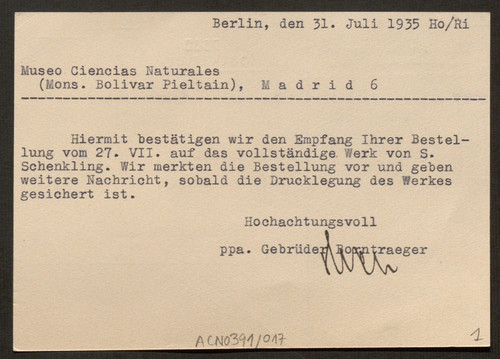 Berlin, den 31. Juli 1935 Ho/Ri
Museo Ciencias Naturales
(Mons. Bolivar Pieltain), M a d r i d 6
Hiermit bestätigen wir den Empfang Ihrer Bestel-
lung vom 27. VII. auf das vollständige Werk von S.
Schenkling. Wir merkten die Bestellung vor und geben
weitere Nachricht, sobald die Drucklegung des Werkes
gesichert ist.
Hochachtungsvoll
ppa. Gebrüder Borntraeger
ACN0391/017
1